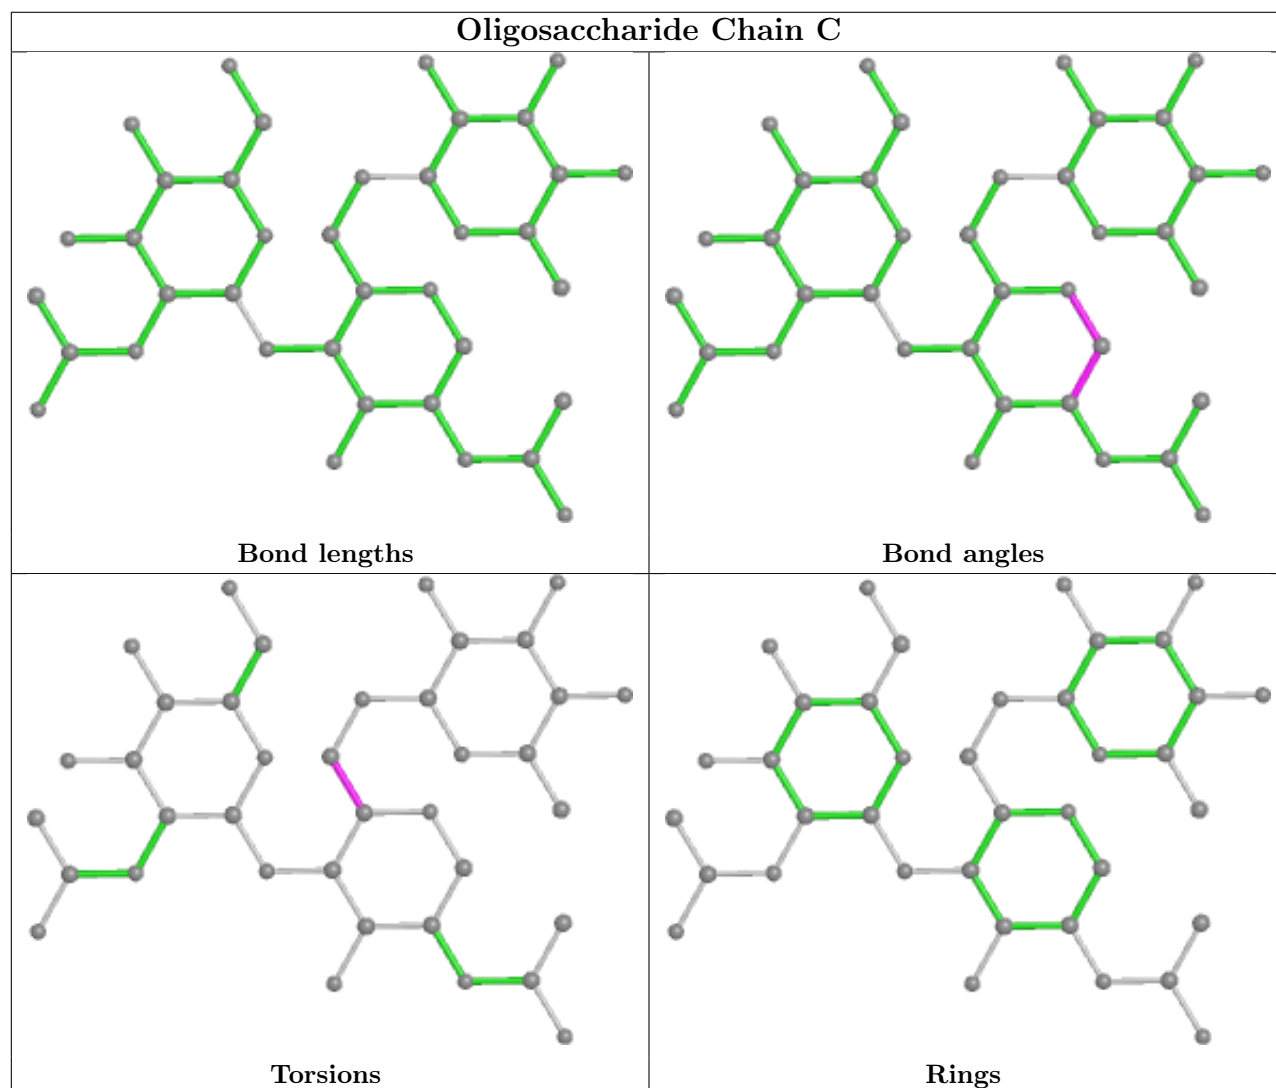 Oligosaccharide Chain C
Bond lengths
Bond angles
Torsions
Rings